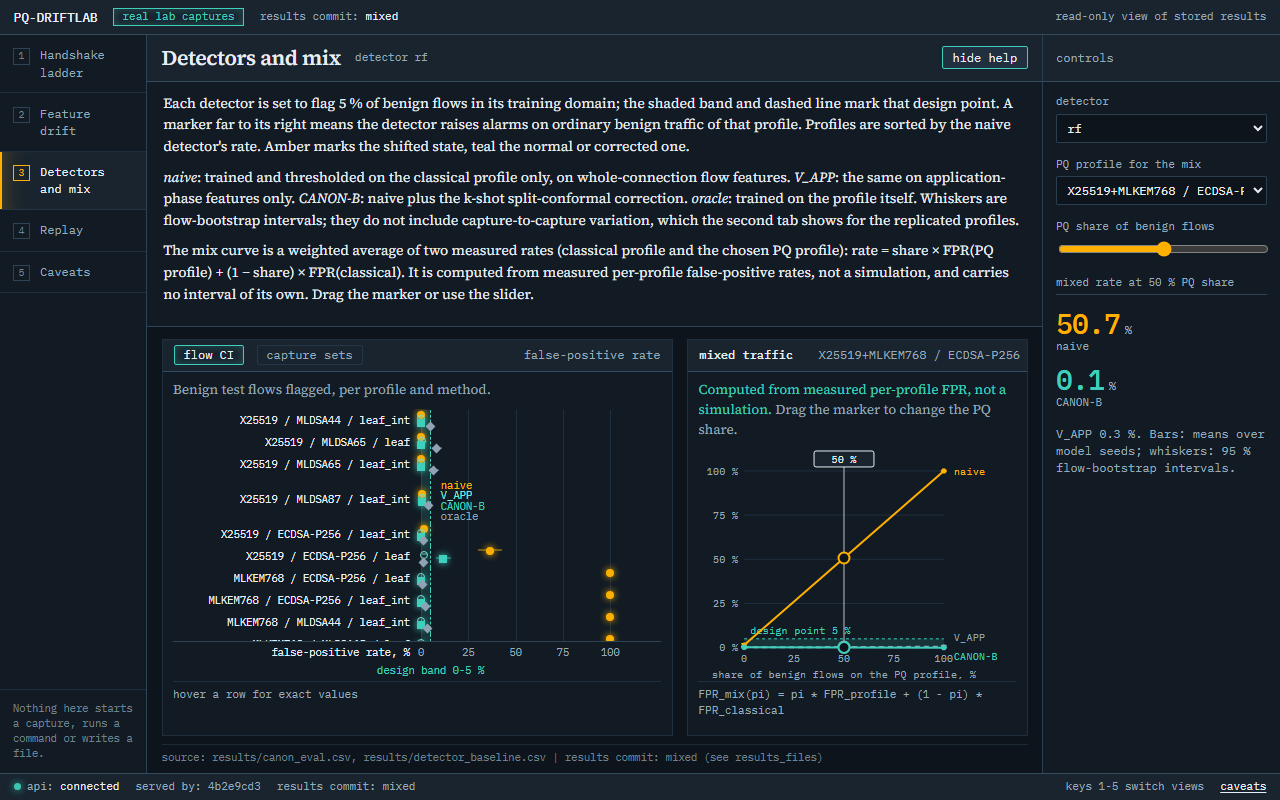 PQ-DRIFTLAB real lab captures results commit: mixed read-only view of stored results
1 Handshake
ladder
2 Feature
drift
3 Detectors
and mix
4 Replay
5 Caveats
Nothing here starts
a capture, runs a
command or writes a
file.
Detectors and mix detector rf hide help
Each detector is set to flag 5 % of benign flows in its training domain; the shaded band and dashed line mark that design point. A
marker far to its right means the detector raises alarms on ordinary benign traffic of that profile. Profiles are sorted by the naive
detector's rate. Amber marks the shifted state, teal the normal or corrected one.
naive: trained and thresholded on the classical profile only, on whole-connection flow features. V_APP: the same on application-
phase features only. CANON-B: naive plus the k-shot split-conformal correction. oracle: trained on the profile itself. Whiskers are
flow-bootstrap intervals; they do not include capture-to-capture variation, which the second tab shows for the replicated profiles.
The mix curve is a weighted average of two measured rates (classical profile and the chosen PQ profile): rate = share × FPR(PQ
profile) + (1 − share) × FPR(classical). It is computed from measured per-profile false-positive rates, not a simulation, and carries
no interval of its own. Drag the marker or use the slider.
flow CI capture sets false-positive rate
Benign test flows flagged, per profile and method.
X25519 / MLDSA44 / leaf_int
X25519 / MLDSA65 / leaf
X25519 / MLDSA65 / leaf_int
X25519 / MLDSA87 / leaf_int
naive
V_APP
CANON-B
oracle
X25519 / ECDSA-P256 / leaf_int
X25519 / ECDSA-P256 / leaf
MLKEM768 / ECDSA-P256 / leaf
MLKEM768 / ECDSA-P256 / leaf_int
MLKEM768 / MLDSA44 / leaf_int
false-positive rate, % 0 25 50 75 100
design band 0-5 %
hover a row for exact values
mixed traffic X25519+MLKEM768 / ECDSA-P256
Computed from measured per-profile FPR, not a
simulation. Drag the marker to change the PQ
share.
50 %
100 % naive
75 %
50 %
25 %
design point 5 %
V_APP
0 %
CANON-B
0 25 50 75 100
share of benign flows on the PQ profile, %
FPR_mix(pi) = pi * FPR_profile + (1 - pi) *
FPR_classical
source: results/canon_eval.csv, results/detector_baseline.csv | results commit: mixed (see results_files)
controls
detector
rf
PQ profile for the mix
X25519+MLKEM768 / ECDSA-P
PQ share of benign flows
mixed rate at 50 % PQ share
50.7 %
naive
0.1 %
CANON-B
V_APP 0.3 %. Bars: means over
model seeds; whiskers: 95 %
flow-bootstrap intervals.
api: connected served by: 4b2e9cd3 results commit: mixed keys 1-5 switch views caveats